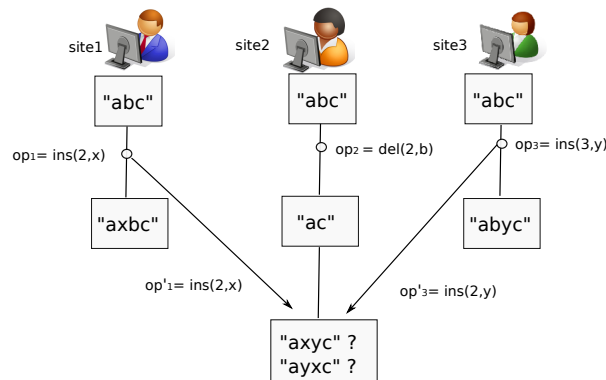 site1
site2
site3
"abc"
"abc"
"abc"
op₁= ins(2,x)
op₂ = del(2,b)
op₃= ins(3,y)
"axbc"
"ac"
"abyc"
op'₁= ins(2,x)
op'₃= ins(2,y)
"axyc" ?
"ayxc" ?